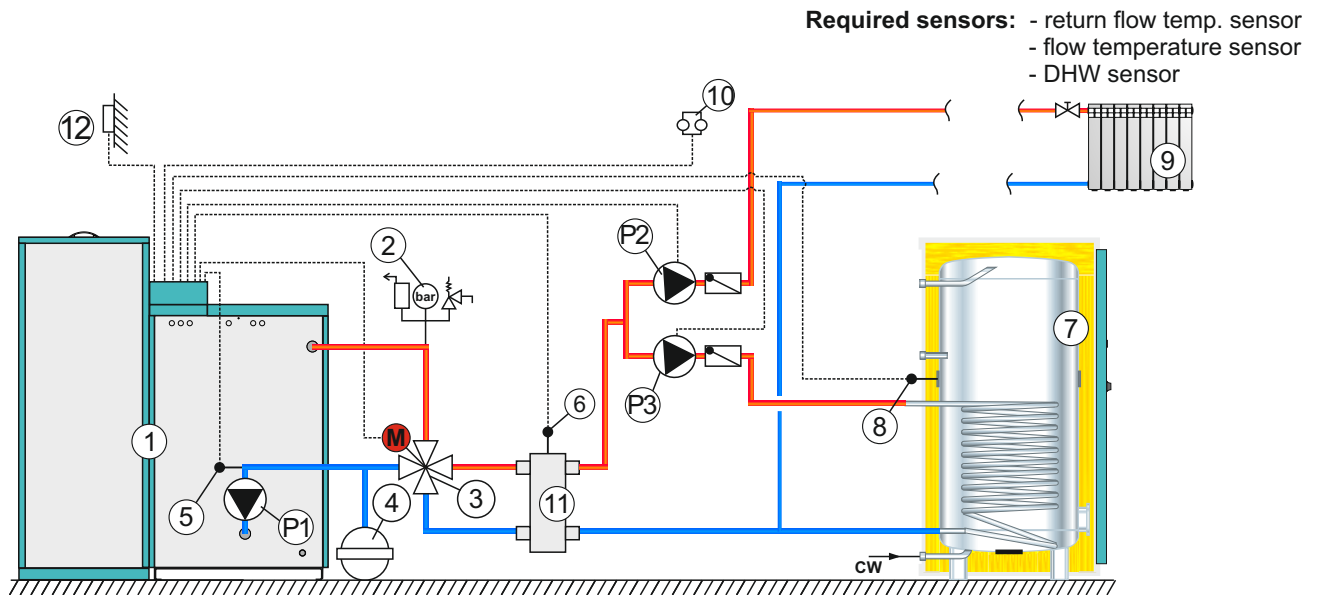 Required sensors: - return flow temp. sensor
- flow temperature sensor
- DHW sensor
10
12
9
P2
2
bar
7
1
6
P3
8
M
5
P1
4
3
11
CW